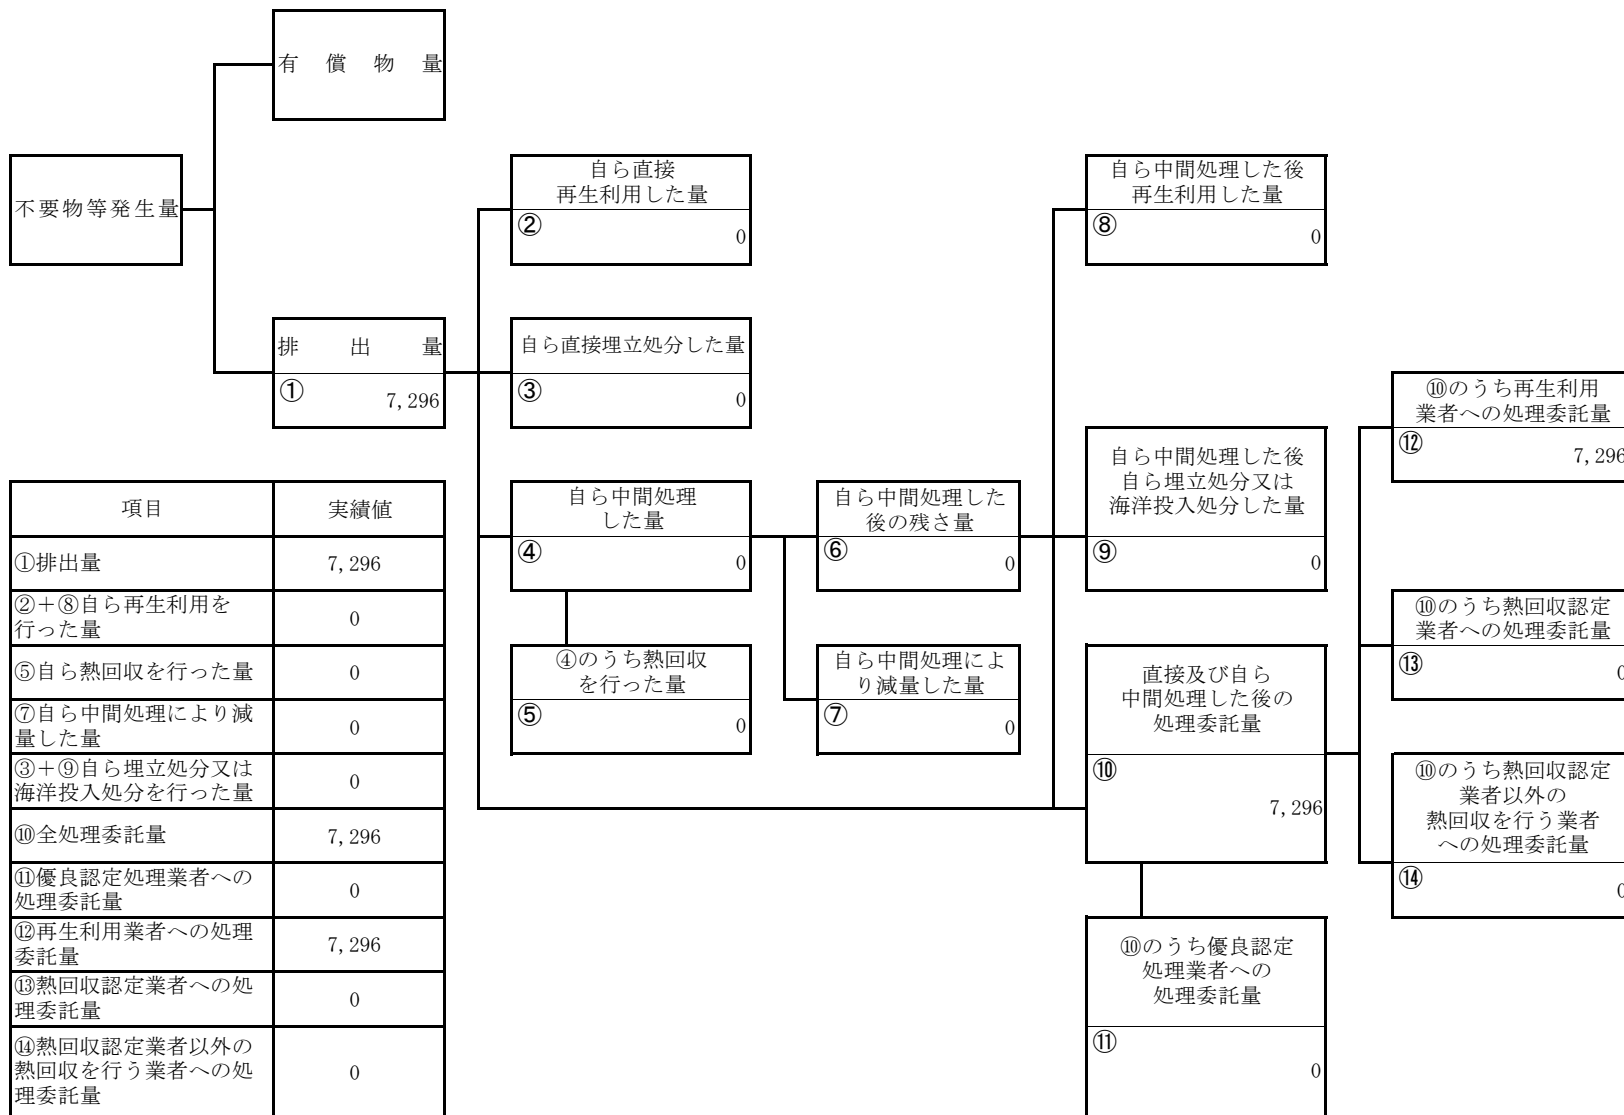 有償物量
不要物等発生量
排出量
①
7,296
自ら直接
再生利用した量
②
0
自ら直接埋立処分した量
③
0
自ら中間処理
した量
④
0
④のうち熱回収
を行った量
⑤
0
自ら中間処理した
後の残さ量
⑥
0
自ら中間処理によ
り減量した量
⑦
0
自ら中間処理した後
再生利用した量
⑧
0
自ら中間処理した後
自ら埋立処分又は
海洋投入処分した量
⑨
0
直接及び自ら
中間処理した後の
処理委託量
⑩
7,296
⑩のうち優良認定
処理業者への
処理委託量
⑪
0
⑩のうち再生利用
業者への処理委託量
⑫
7,296
⑩のうち熱回収認定
業者への処理委託量
⑬
0
⑩のうち熱回収認定
業者以外の
熱回収を行う業者
への処理委託量
⑭
0
項目 実績値
①排出量 7,296
②＋⑧自ら再生利用を
行った量 0
⑤自ら熱回収を行った量 0
⑦自ら中間処理により減
量した量 0
③＋⑨自ら埋立処分又は
海洋投入処分を行った量 0
⑩全処理委託量 7,296
⑪優良認定処理業者への
処理委託量 0
⑫再生利用業者への処理
委託量 7,296
⑬熱回収認定業者への処
理委託量 0
⑭熱回収認定業者以外の
熱回収を行う業者への処
理委託量 0